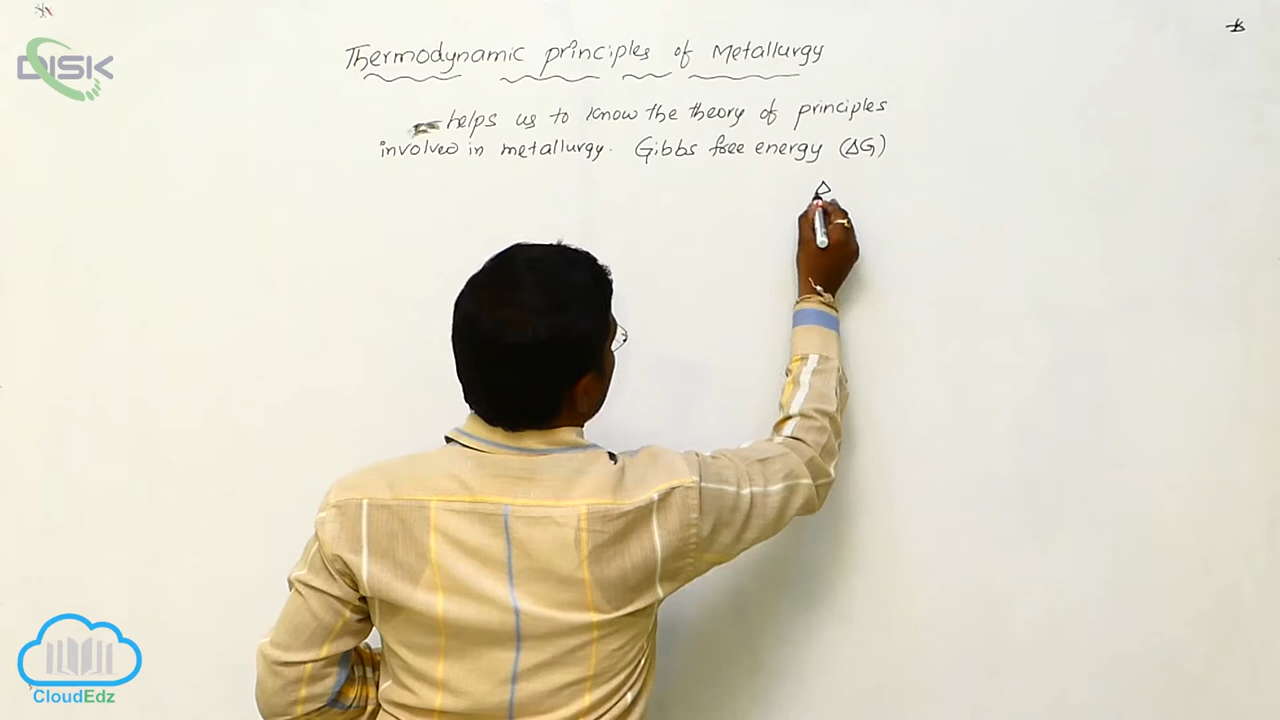 DISK
Thermodynamic principles of Metallurgy
helps us to know the theory of principles
involved in metallurgy. Gibbs free energy (ΔG)
Δ
CloudEdz